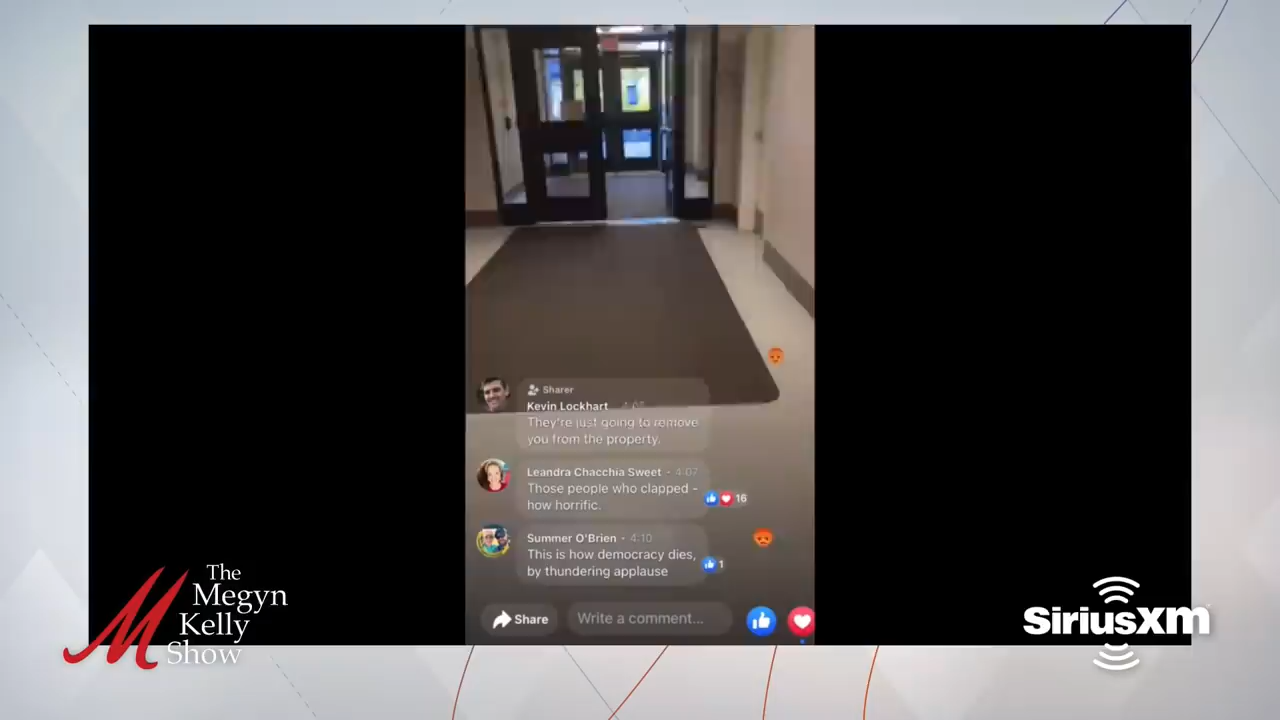 Sharer
Kevin Lockhart 4:05
They're just going to remove
you from the property.
Leandra Chacchia Sweet · 4:07
Those people who clapped -
how horrific.
16
Summer O'Brien · 4:10
This is how democracy dies,
by thundering applause
1
Share
Write a comment...
The
Megyn
Kelly
Show
SiriusXM